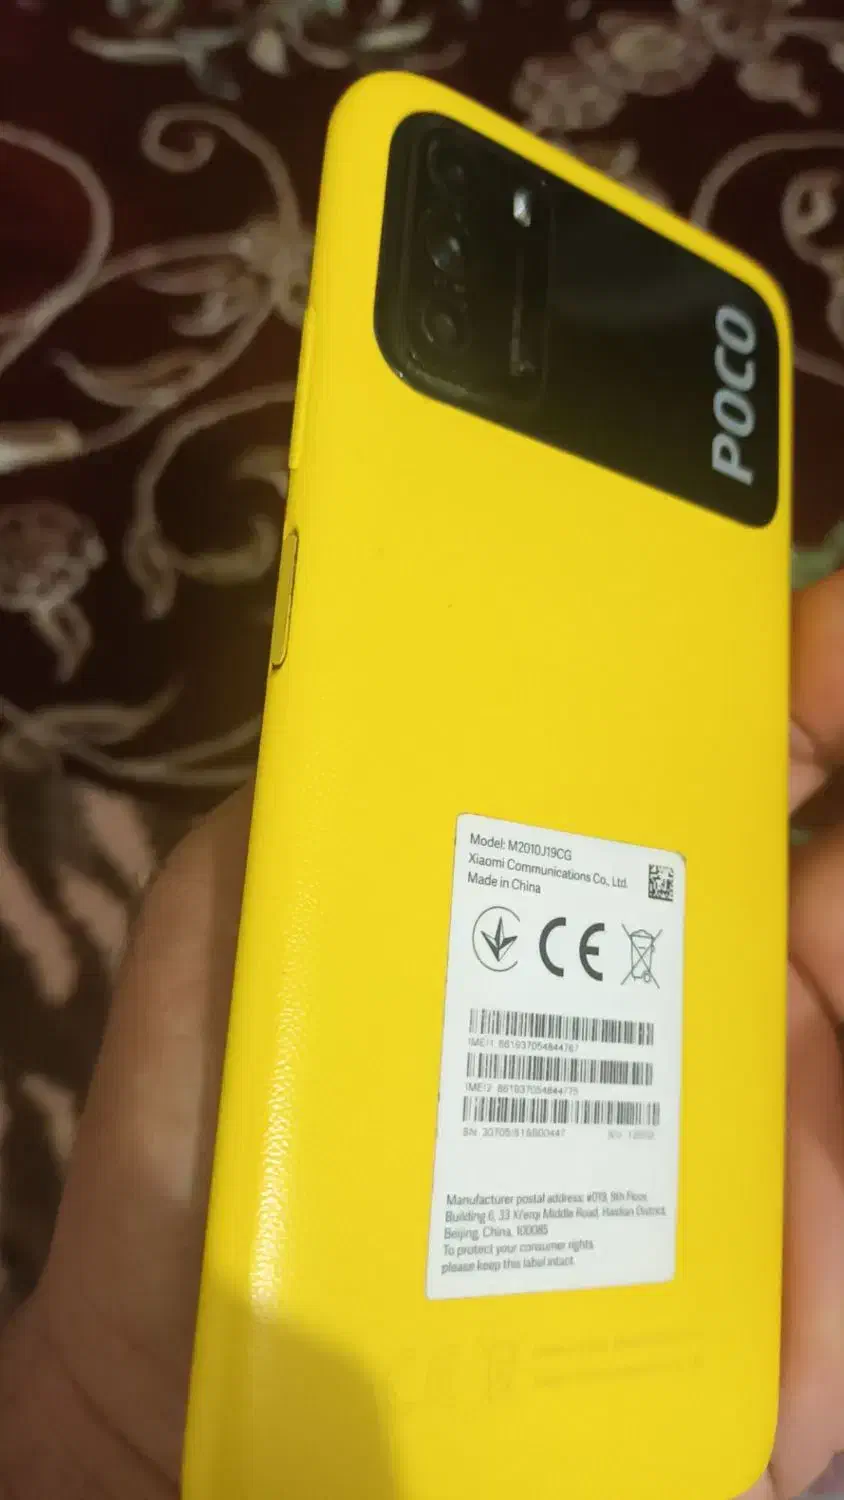 POCO
Model: M2010J19CG
Xiaomi Communications Co., Ltd.
Made in China
CE
IMEI1 861937054844767
IMEI2 861937054844775
SN:
Manufacturer postal address: #019, 9th Floor,
Building 6, 33 Xi'erqi Middle Road, Haidian District,
Beijing, China, 100085
To protect your consumer rights
please keep this label intact.